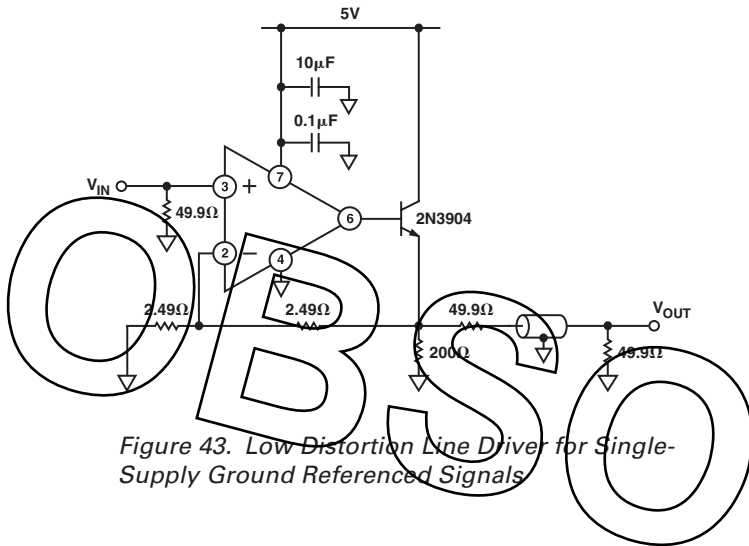 5V
10μF
0.1μF
7
VIN
3
+
49.9Ω
6
2N3904
2
−
4
2.49Ω
2.49Ω
49.9Ω
VOUT
200Ω
49.9Ω
OBSO
Figure 43. Low Distortion Line Driver for Single-
Supply Ground Referenced Signals